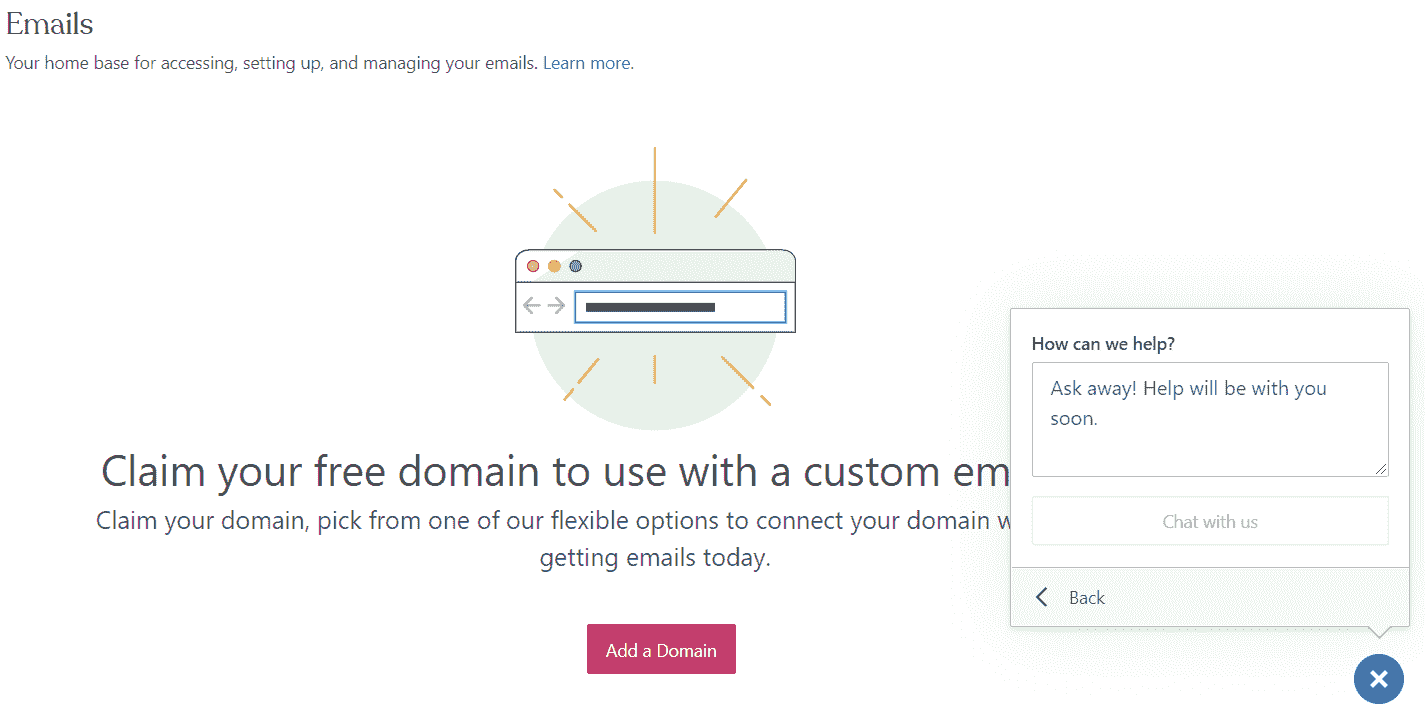 Emails
Your home base for accessing, setting up, and managing your emails. Learn more.
Claim your free domain to use with a custom
Claim your domain, pick from one of our flexible options to connect your domain
getting emails today.
Add a Domain
How can we help?
Ask away! Help will be with you
soon.
Chat with us
Back